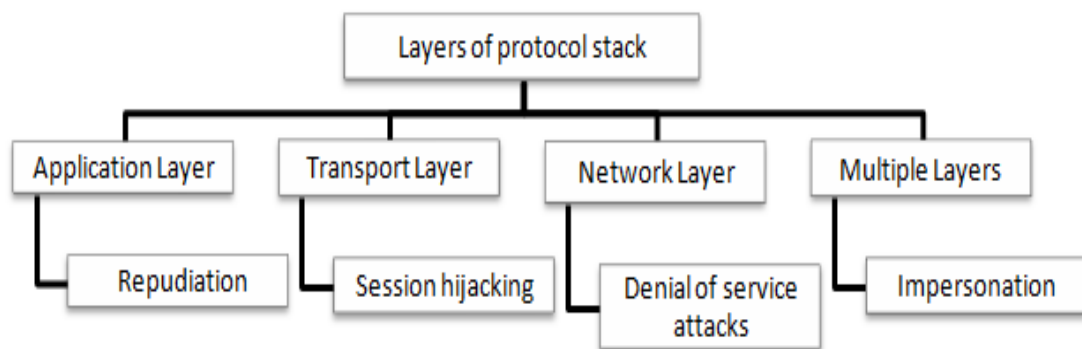 Layers of protocol stack
Application Layer
Transport Layer
Network Layer
Multiple Layers
Repudiation
Session hijacking
Denial of service
attacks
Impersonation